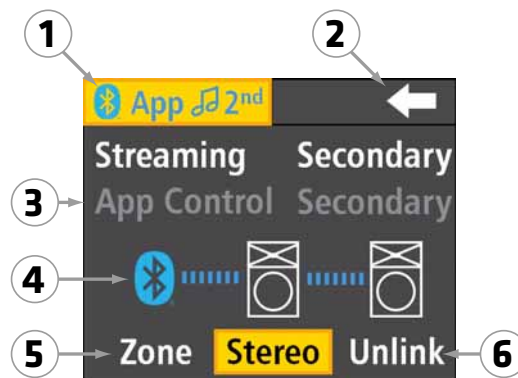 1 2
App 2nd
Streaming Secondary
3 App Control Secondary
4
5 Zone Stereo Unlink 6